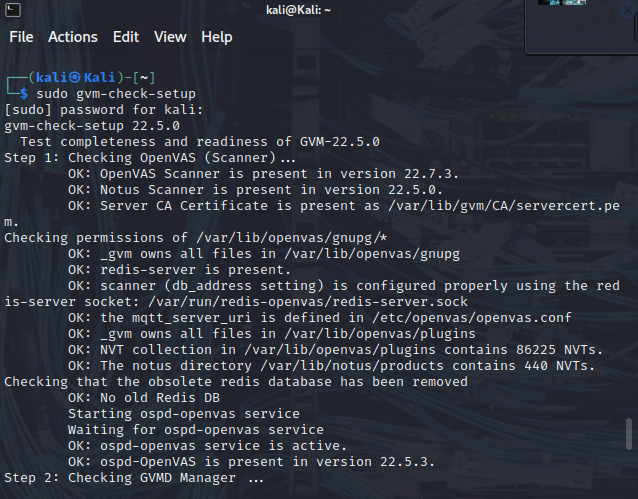 kali@Kali: ~
File Actions Edit View Help
┌──(kali㉿Kali)-[~]
└─$ sudo gvm-check-setup
[sudo] password for kali:
gvm-check-setup 22.5.0
  Test completeness and readiness of GVM-22.5.0
Step 1: Checking OpenVAS (Scanner)...
        OK: OpenVAS Scanner is present in version 22.7.3.
        OK: Notus Scanner is present in version 22.5.0.
        OK: Server CA Certificate is present as /var/lib/gvm/CA/servercert.pe
m.
Checking permissions of /var/lib/openvas/gnupg/*
        OK: _gvm owns all files in /var/lib/openvas/gnupg
        OK: redis-server is present.
        OK: scanner (db_address setting) is configured properly using the red
is-server socket: /var/run/redis-openvas/redis-server.sock
        OK: the mqtt_server_uri is defined in /etc/openvas/openvas.conf
        OK: _gvm owns all files in /var/lib/openvas/plugins
        OK: NVT collection in /var/lib/openvas/plugins contains 86225 NVTs.
        OK: The notus directory /var/lib/notus/products contains 440 NVTs.
Checking that the obsolete redis database has been removed
        OK: No old Redis DB
        Starting ospd-openvas service
        Waiting for ospd-openvas service
        OK: ospd-openvas service is active.
        OK: ospd-OpenVAS is present in version 22.5.3.
Step 2: Checking GVMD Manager ...